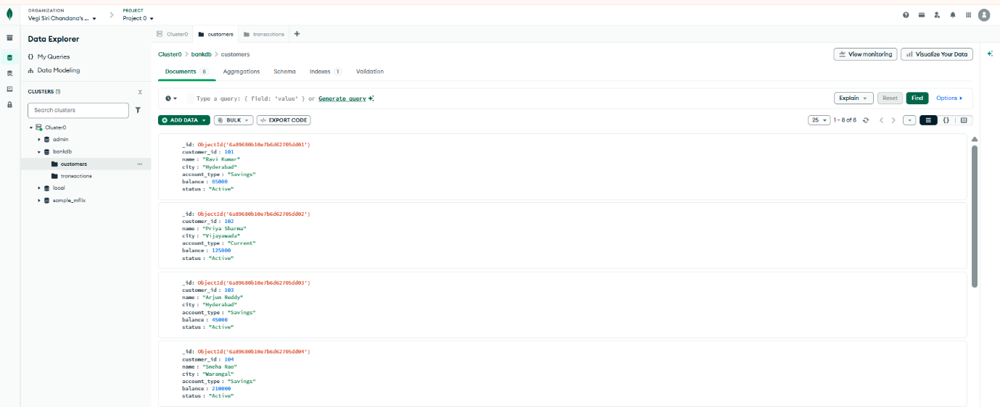 ORGANIZATION
Vegi Siri Chandana's ...
PROJECT
Project 0
Data Explorer
My Queries
Data Modeling
CLUSTERS (1)
Search clusters
Cluster0
admin
bankdb
customers
transactions
local
sample_mflix
Cluster0 customers transactions
Cluster0 > bankdb > customers
View monitoring Visualize Your Data
Documents 8 Aggregations Schema Indexes 1 Validation
Type a query: { field: 'value' } or Generate query
Explain Reset Find Options
ADD DATA BULK EXPORT CODE
25 1 – 8 of 8
_id: ObjectId('6a89680b10e7b6d62705dd01')
customer_id : 101
name : "Ravi Kumar"
city : "Hyderabad"
account_type : "Savings"
balance : 85000
status : "Active"
_id: ObjectId('6a89680b10e7b6d62705dd02')
customer_id : 102
name : "Priya Sharma"
city : "Vijayawada"
account_type : "Current"
balance : 125000
status : "Active"
_id: ObjectId('6a89680b10e7b6d62705dd03')
customer_id : 103
name : "Arjun Reddy"
city : "Hyderabad"
account_type : "Savings"
balance : 45000
status : "Active"
_id: ObjectId('6a89680b10e7b6d62705dd04')
customer_id : 104
name : "Sneha Rao"
city : "Warangal"
account_type : "Savings"
balance : 210000
status : "Active"